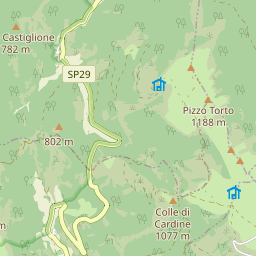 Castiglione
782 m
SP29
Pizzo Torto
1188 m
802 m
Colle di
Cardine
1077 m